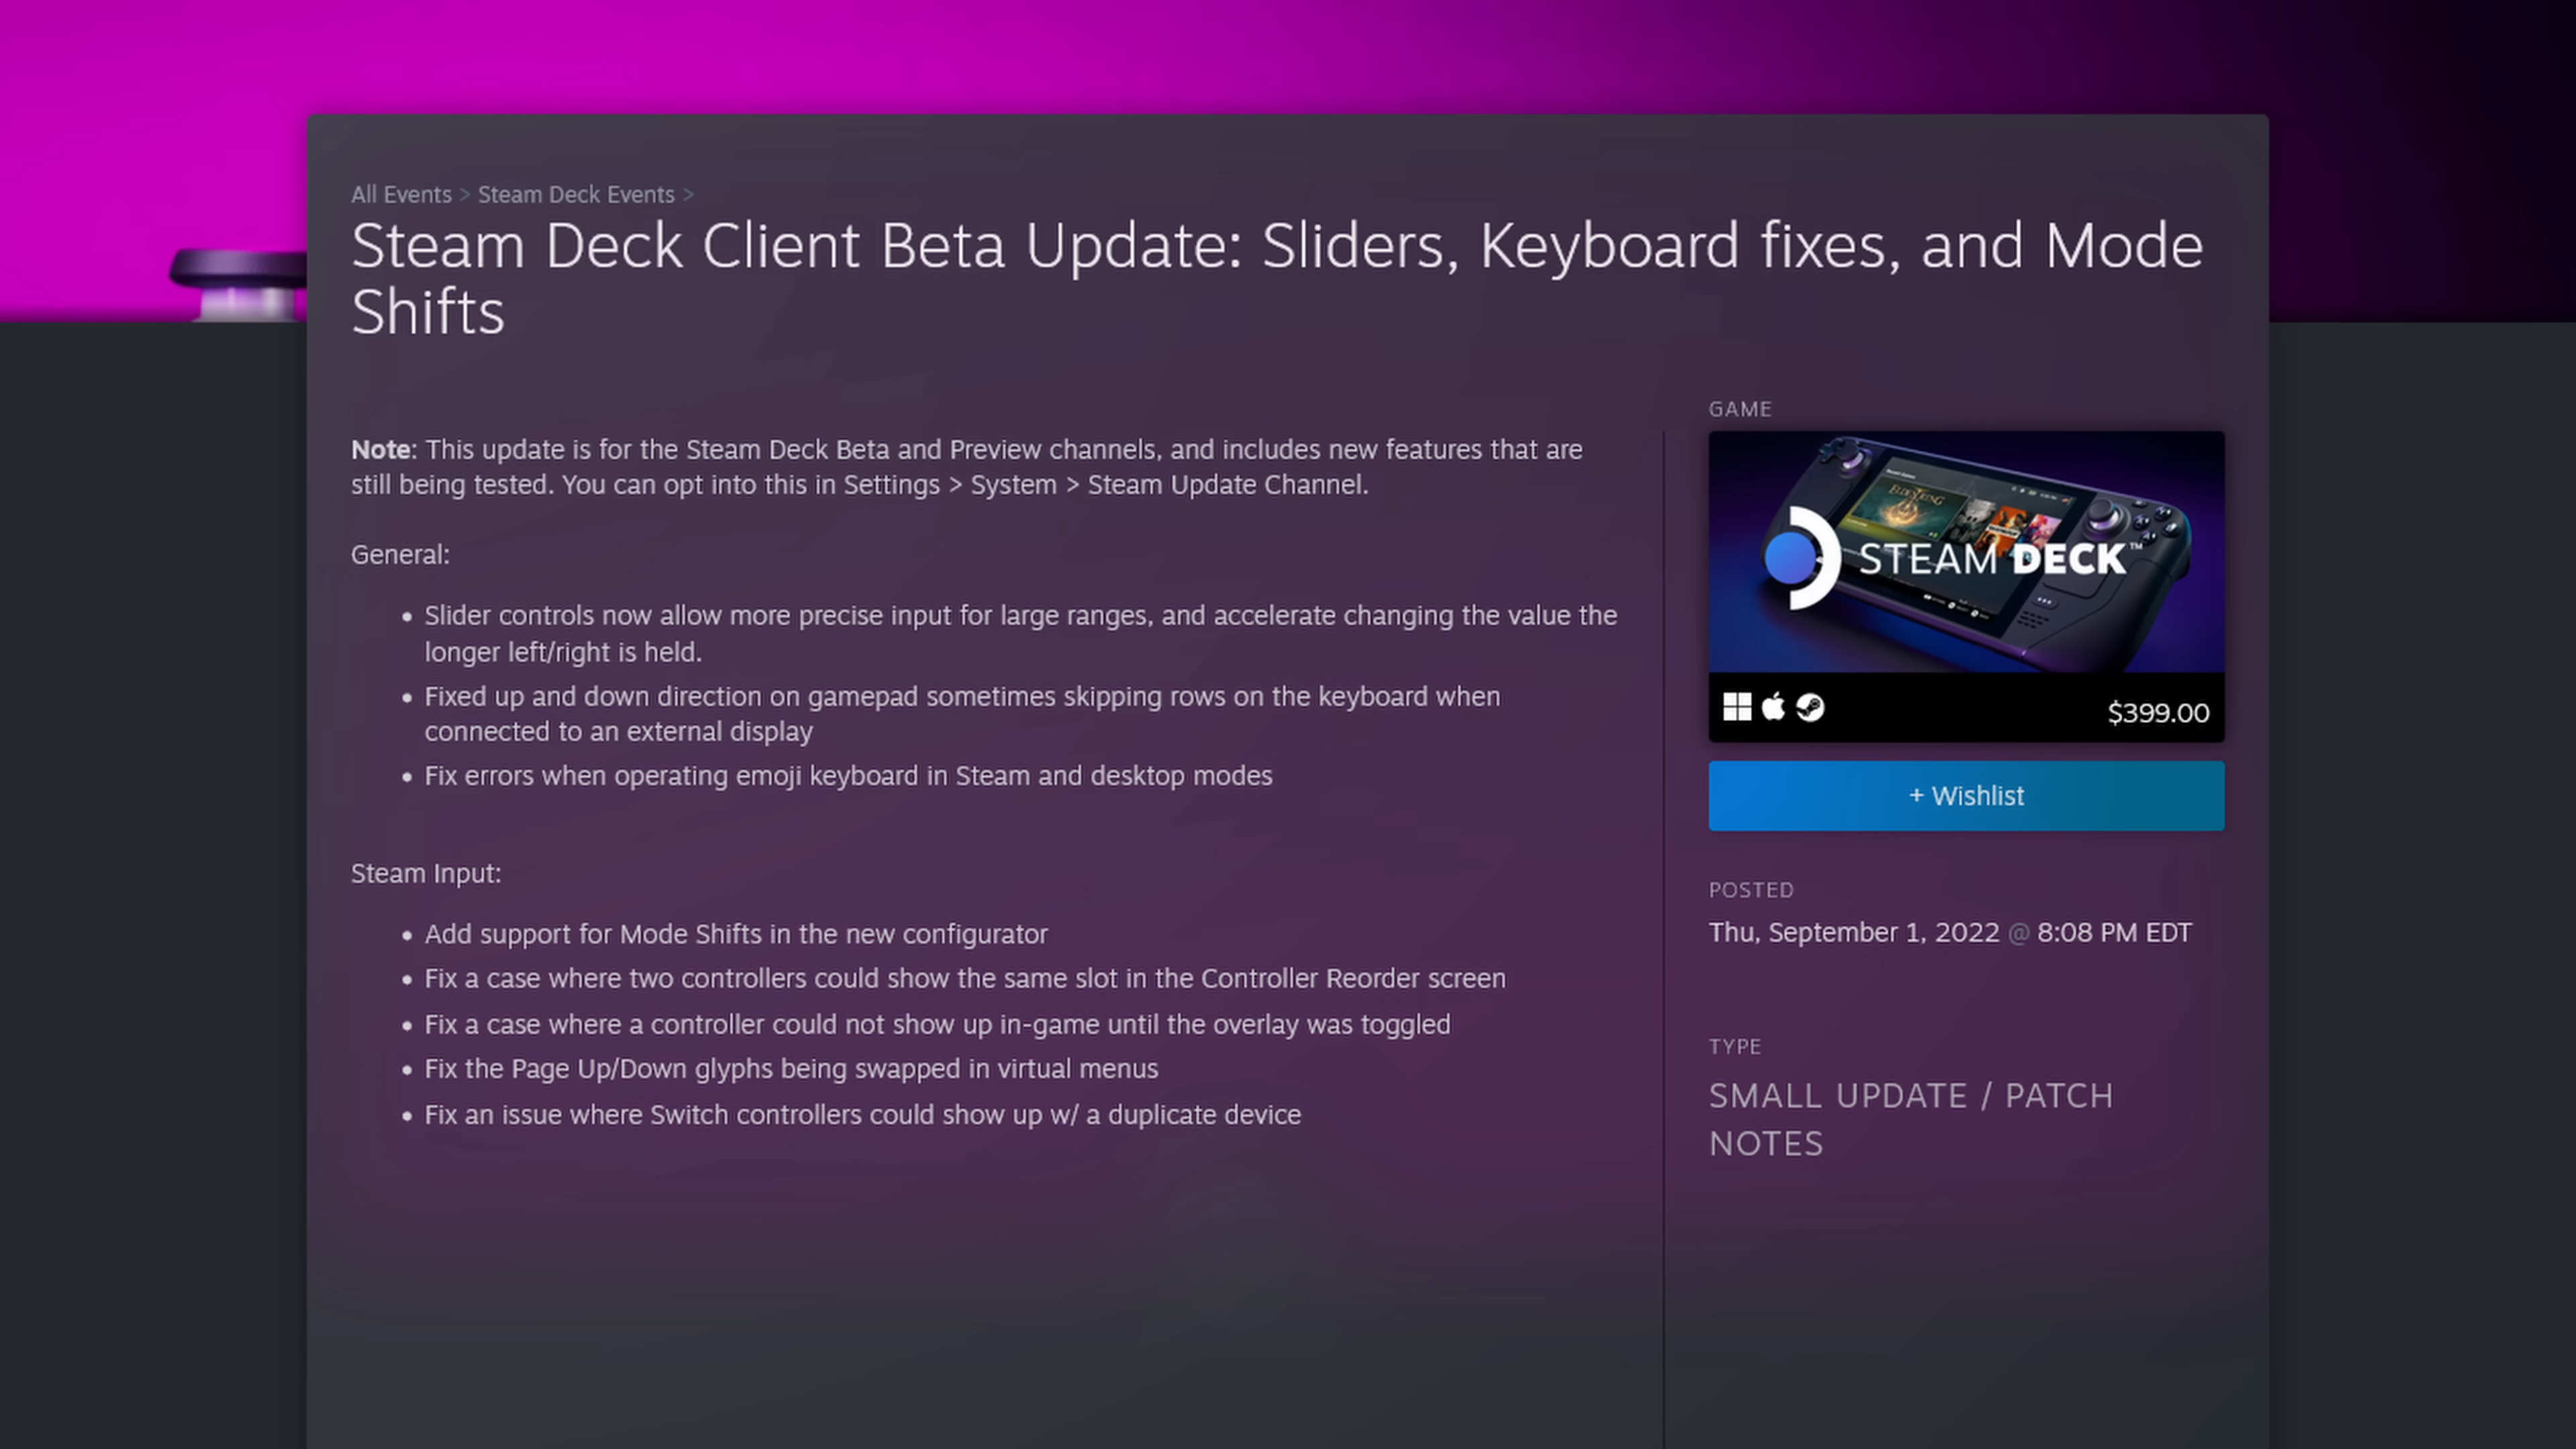 All Events > Steam Deck Events >
Steam Deck Client Beta Update: Sliders, Keyboard fixes, and Mode
Shifts
Note: This update is for the Steam Deck Beta and Preview channels, and includes new features that are
still being tested. You can opt into this in Settings > System > Steam Update Channel.
General:
• Slider controls now allow more precise input for large ranges, and accelerate changing the value the
longer left/right is held.
• Fixed up and down direction on gamepad sometimes skipping rows on the keyboard when
connected to an external display
• Fix errors when operating emoji keyboard in Steam and desktop modes
Steam Input:
• Add support for Mode Shifts in the new configurator
• Fix a case where two controllers could show the same slot in the Controller Reorder screen
• Fix a case where a controller could not show up in-game until the overlay was toggled
• Fix the Page Up/Down glyphs being swapped in virtual menus
• Fix an issue where Switch controllers could show up w/ a duplicate device
GAME
ELDEN RING
STEAM DECK™
$399.00
+ Wishlist
POSTED
Thu, September 1, 2022 @ 8:08 PM EDT
TYPE
SMALL UPDATE / PATCH
NOTES